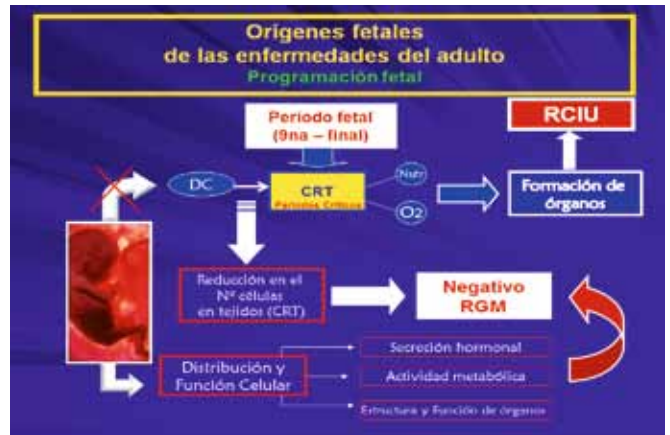 Orígenes fetales
de las enfermedades del adulto
Programación fetal
Período fetal
(9na – final)
RCIU
DC
CRT
Períodos Críticos
Nutr
O2
Formación de
órganos
Reducción en el
Nº células
en tejidos (CRT)
Negativo
RGM
Distribución y
Función Celular
Secreción hormonal
Actividad metabólica
Estructura y Función de órganos